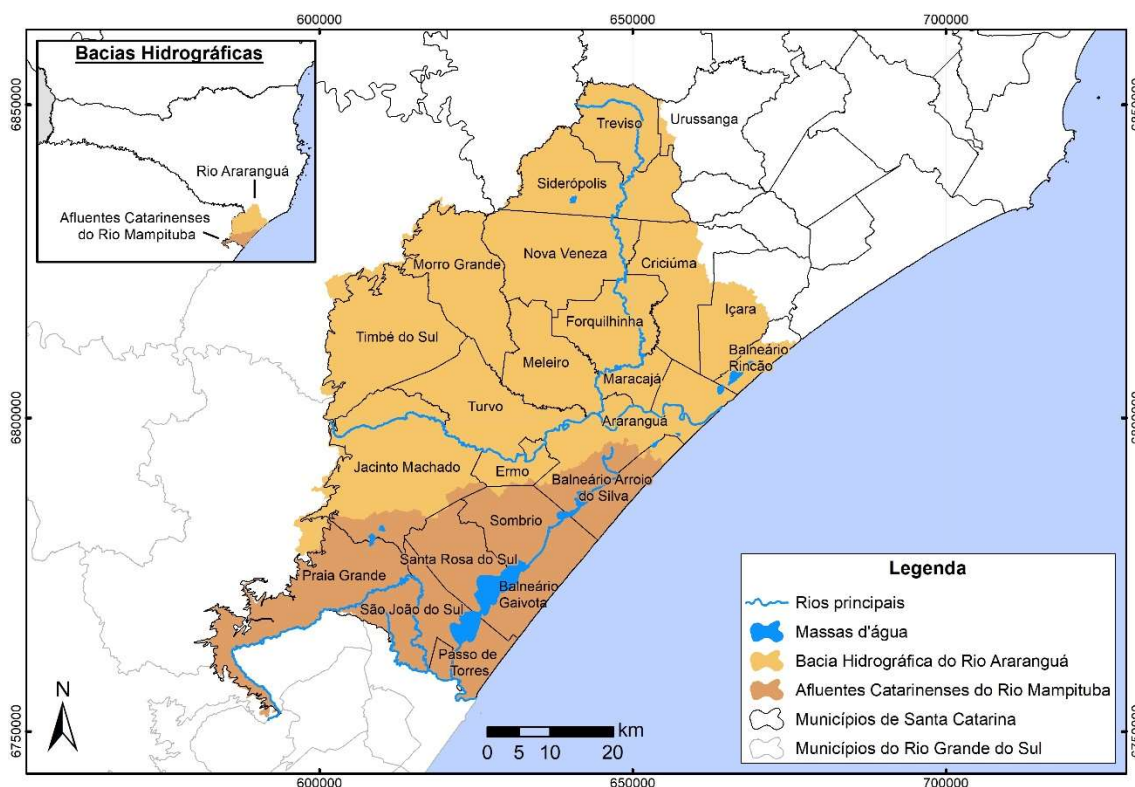 600000
650000
700000
Bacias Hidrográficas
Rio Araranguá
Afluentes Catarinenses
do Rio Mampituba
6850000
6850000
Treviso
Urussanga
Siderópolis
Nova Veneza
Criciúma
Morro Grande
Içara
Forquilhinha
Timbé do Sul
Balneário
Rincão
Meleiro
Maracajá
Turvo
Araranguá
6800000
6800000
Jacinto Machado
Ermo
Balneário Arroio
do Silva
Sombrio
Santa Rosa do Sul
Praia Grande
Balneário
Gaivota
São João do Sul
Passo de
Torres
Legenda
Rios principais
Massas d'água
Bacia Hidrográfica do Rio Araranguá
Afluentes Catarinenses do Rio Mampituba
Municípios de Santa Catarina
Municípios do Rio Grande do Sul
N
km
0 5 10 20
6750000
6750000
600000
650000
700000